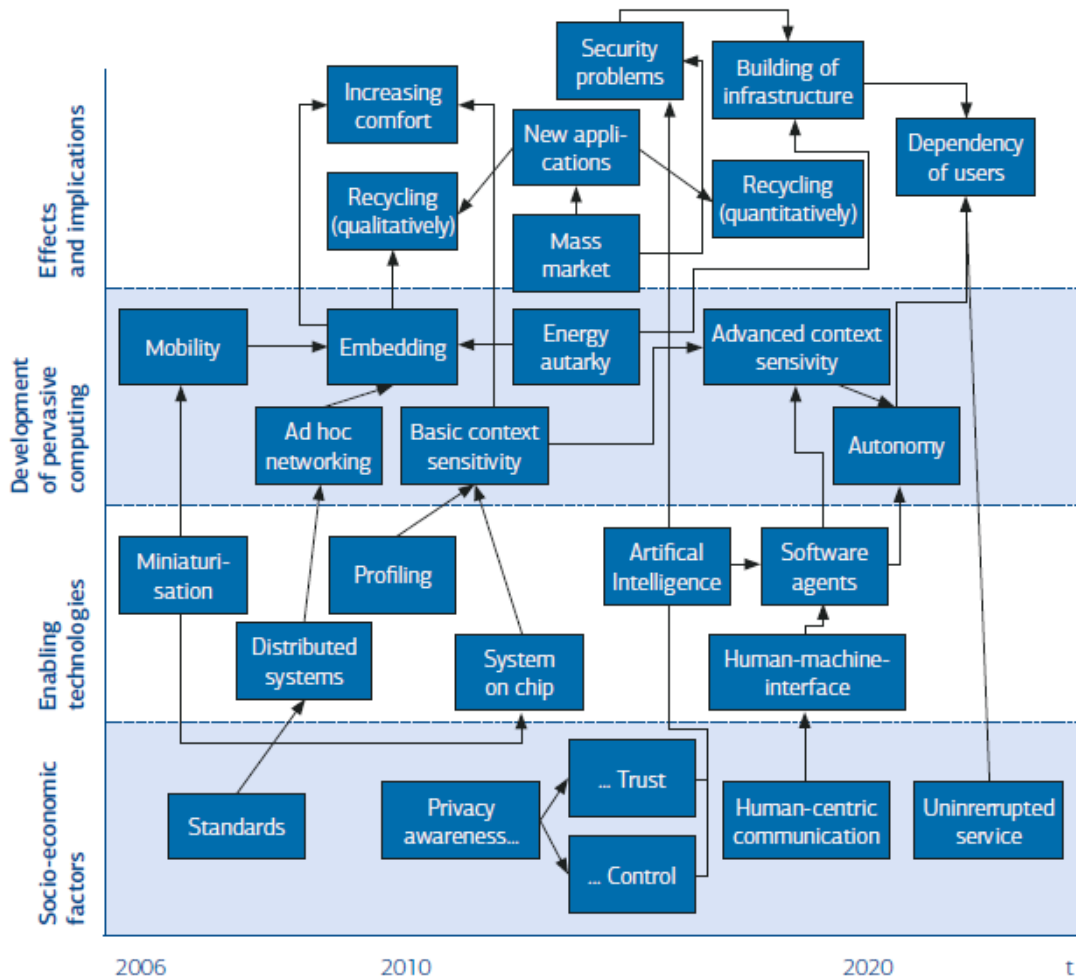 Effects
and implications
Security
problems
Building of
infrastructure
Increasing
comfort
New appli-
cations
Dependency
of users
Recycling
(qualitatively)
Recycling
(quantitatively)
Mass
market
Development
of pervasive
computing
Mobility
Embedding
Energy
autarky
Advanced context
sensivity
Ad hoc
networking
Basic context
sensitivity
Autonomy
Enabling
technologies
Miniaturi-
sation
Profiling
Artifical
Intelligence
Software
agents
Distributed
systems
System
on chip
Human-machine-
interface
Socio-economic
factors
Standards
Privacy
awareness...
... Trust
... Control
Human-centric
communication
Uninrerrupted
service
2006
2010
2020
t